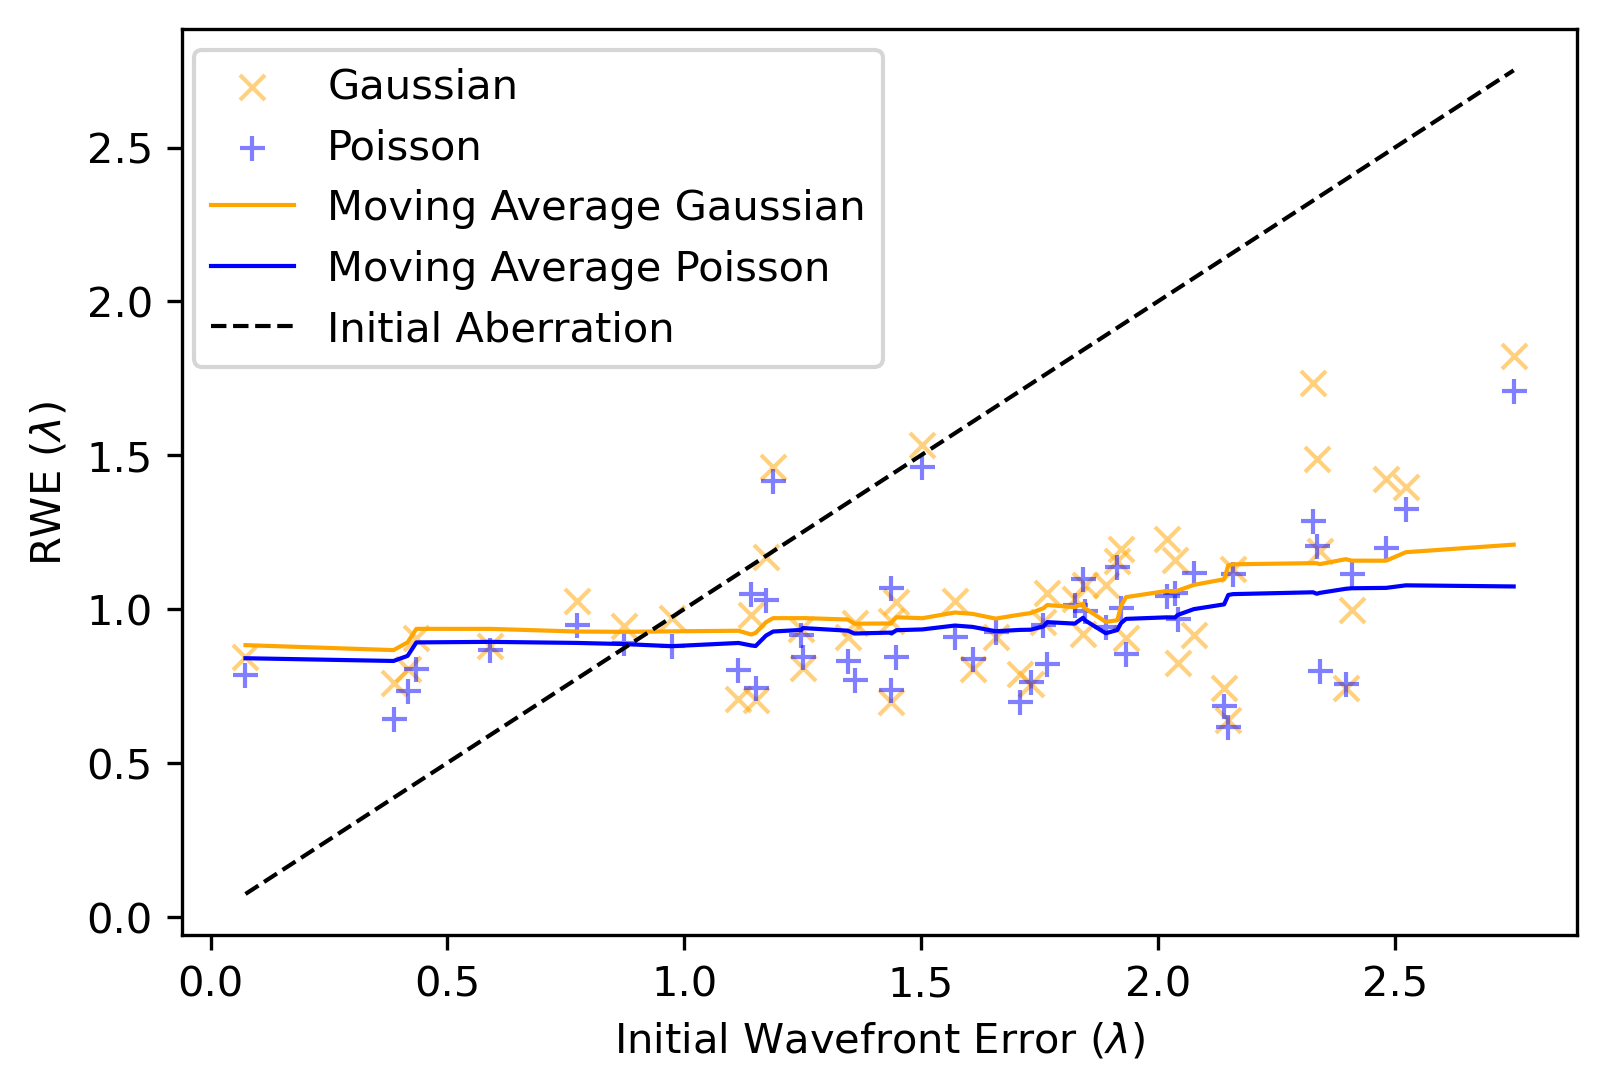 Gaussian
Poisson
Moving Average Gaussian
Moving Average Poisson
Initial Aberration
RWE (λ)
2.5
2.0
1.5
1.0
0.5
0.0
0.0 0.5 1.0 1.5 2.0 2.5
Initial Wavefront Error (λ)